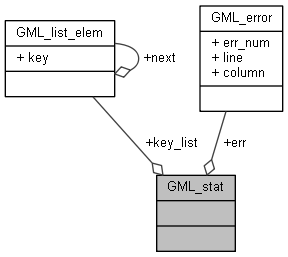 GML_list_elem
+ key
+next
GML_error
+ err_num
+ line
+ column
+key_list
+err
GML_stat